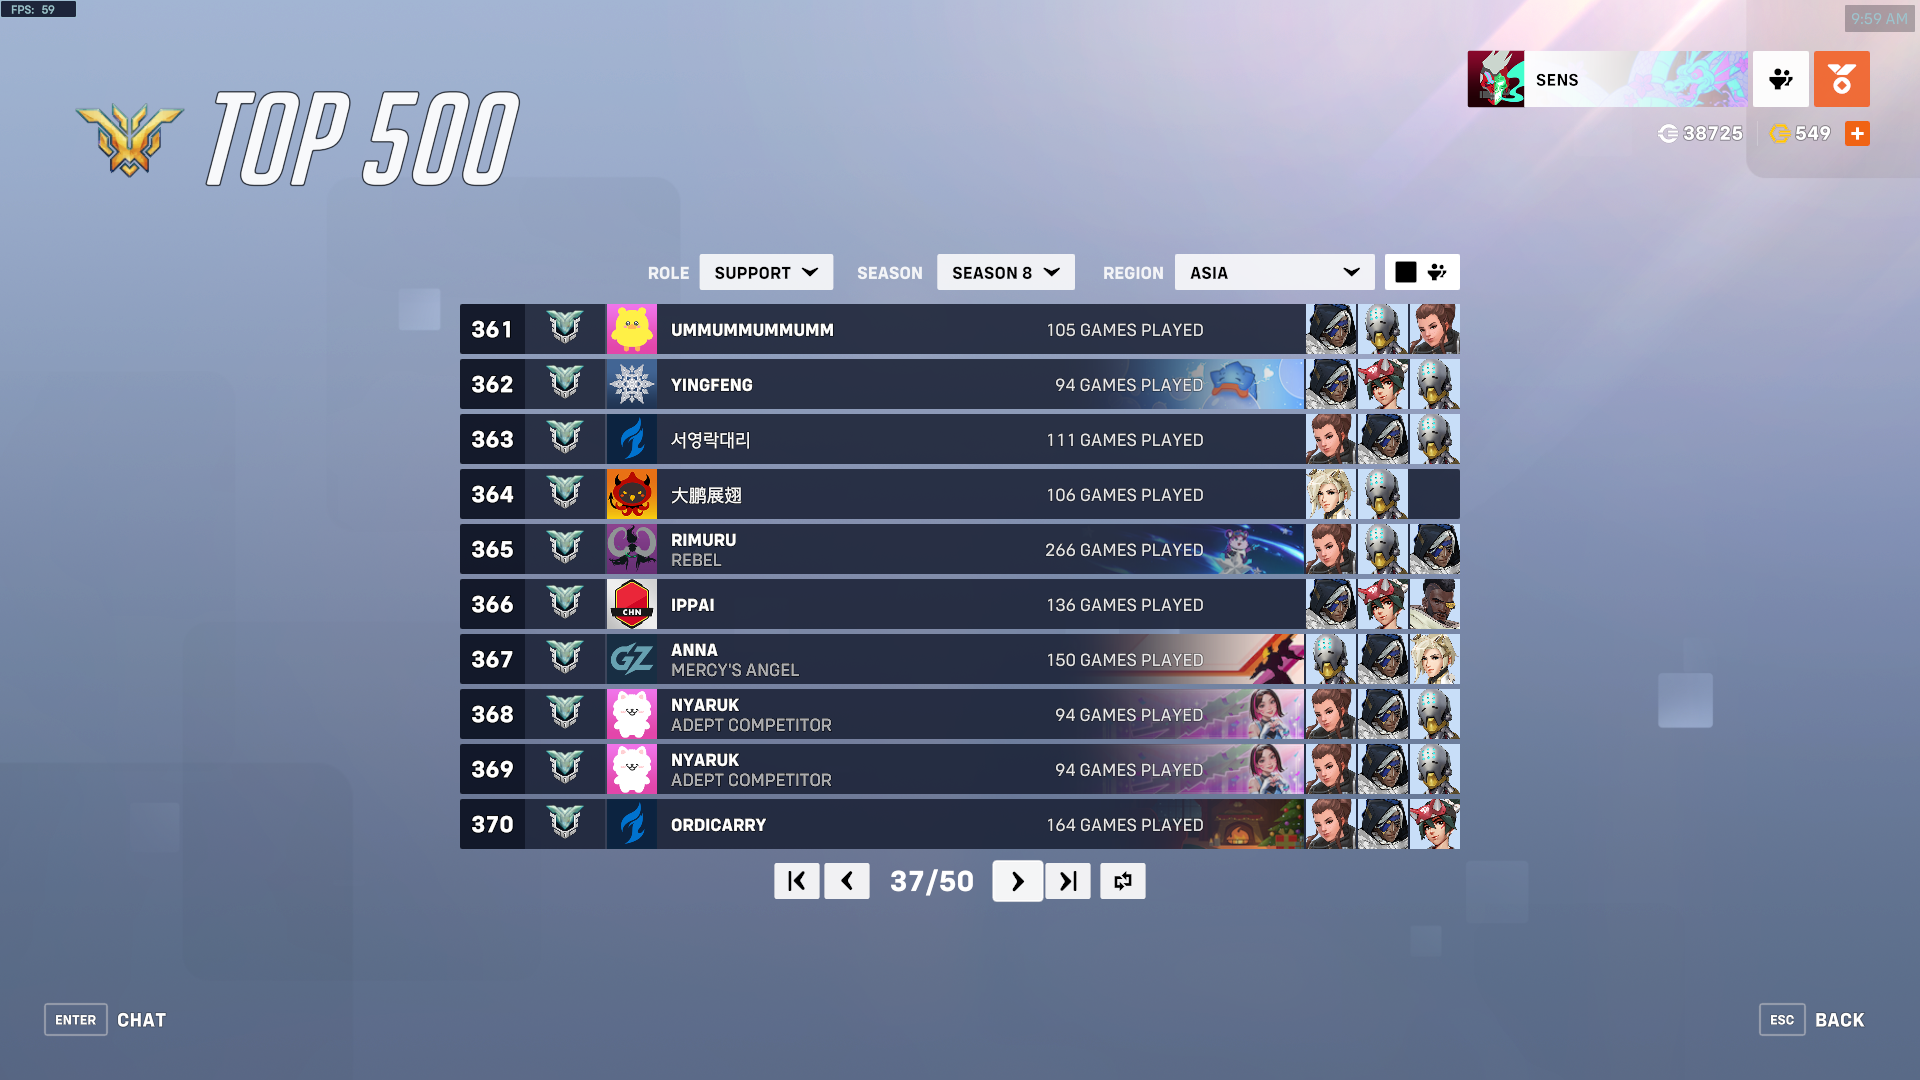 FPS: 59
9:59 AM
TOP 500
SENS
38725
549
ROLE SUPPORT SEASON SEASON 8 REGION ASIA
361 UMMUMMUMMUMM 105 GAMES PLAYED
362 YINGFENG 94 GAMES PLAYED
363 서영락대리 111 GAMES PLAYED
364 大鹏展翅 106 GAMES PLAYED
365 RIMURU 266 GAMES PLAYED
REBEL
366 CHN IPPAI 136 GAMES PLAYED
367 GZ ANNA 150 GAMES PLAYED
MERCY'S ANGEL
368 NYARUK 94 GAMES PLAYED
ADEPT COMPETITOR
369 NYARUK 94 GAMES PLAYED
ADEPT COMPETITOR
370 ORDICARRY 164 GAMES PLAYED
37/50
ENTER CHAT
ESC BACK